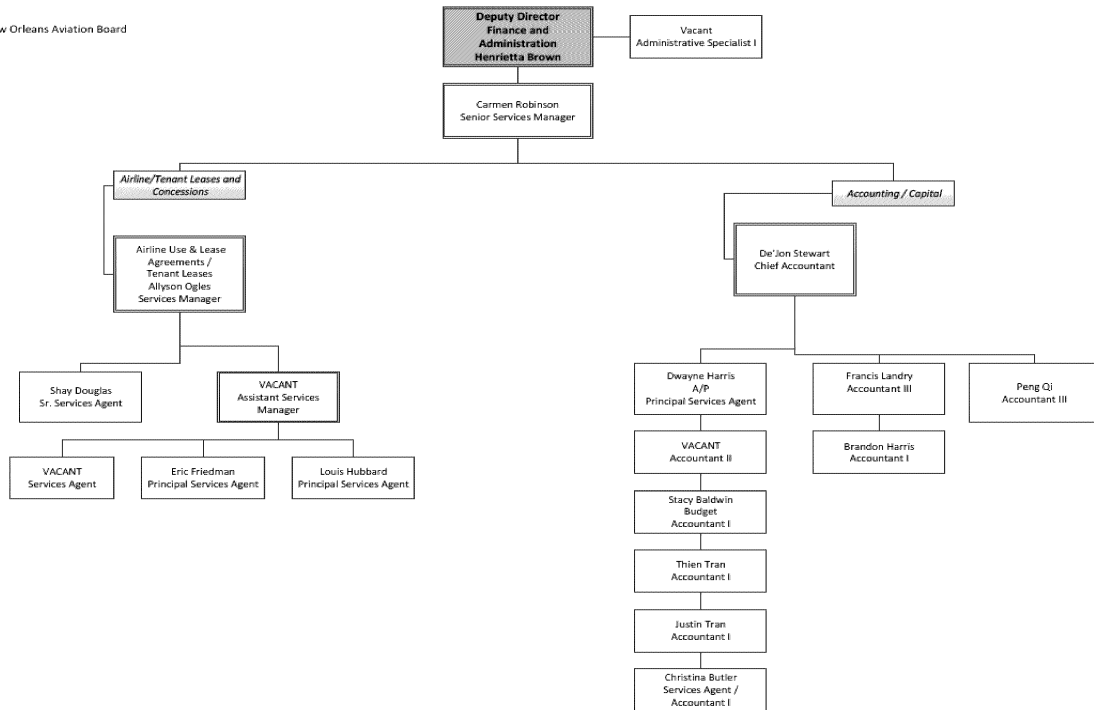 w Orleans Aviation Board
Deputy Director
Finance and
Administration
Henrietta Brown
Vacant
Administrative Specialist I
Carmen Robinson
Senior Services Manager
Airline/Tenant Leases and
Concessions
Accounting / Capital
Airline Use & Lease
Agreements /
Tenant Leases
Allyson Ogles
Services Manager
De'Jon Stewart
Chief Accountant
Shay Douglas
Sr. Services Agent
VACANT
Assistant Services
Manager
Dwayne Harris
A/P
Principal Services Agent
Francis Landry
Accountant III
Peng Qi
Accountant III
VACANT
Services Agent
Eric Friedman
Principal Services Agent
Louis Hubbard
Principal Services Agent
VACANT
Accountant II
Brandon Harris
Accountant I
Stacy Baldwin
Budget
Accountant I
Thien Tran
Accountant I
Justin Tran
Accountant I
Christina Butler
Services Agent /
Accountant I